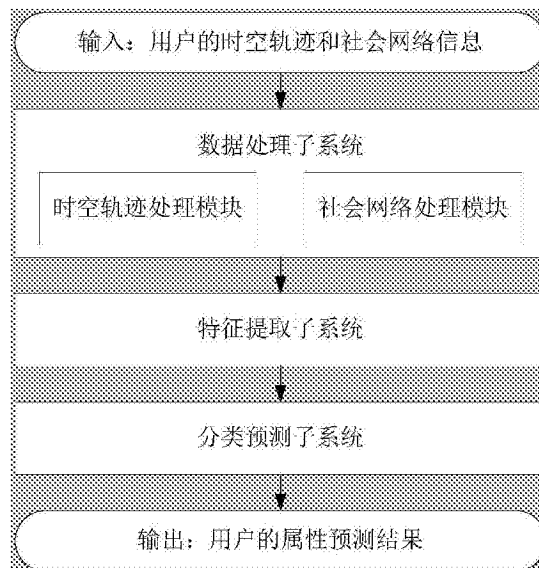 输入：用户的时空轨迹和社会网络信息
数据处理子系统
时空轨迹处理模块
社会网络处理模块
特征提取子系统
分类预测子系统
输出：用户的属性预测结果